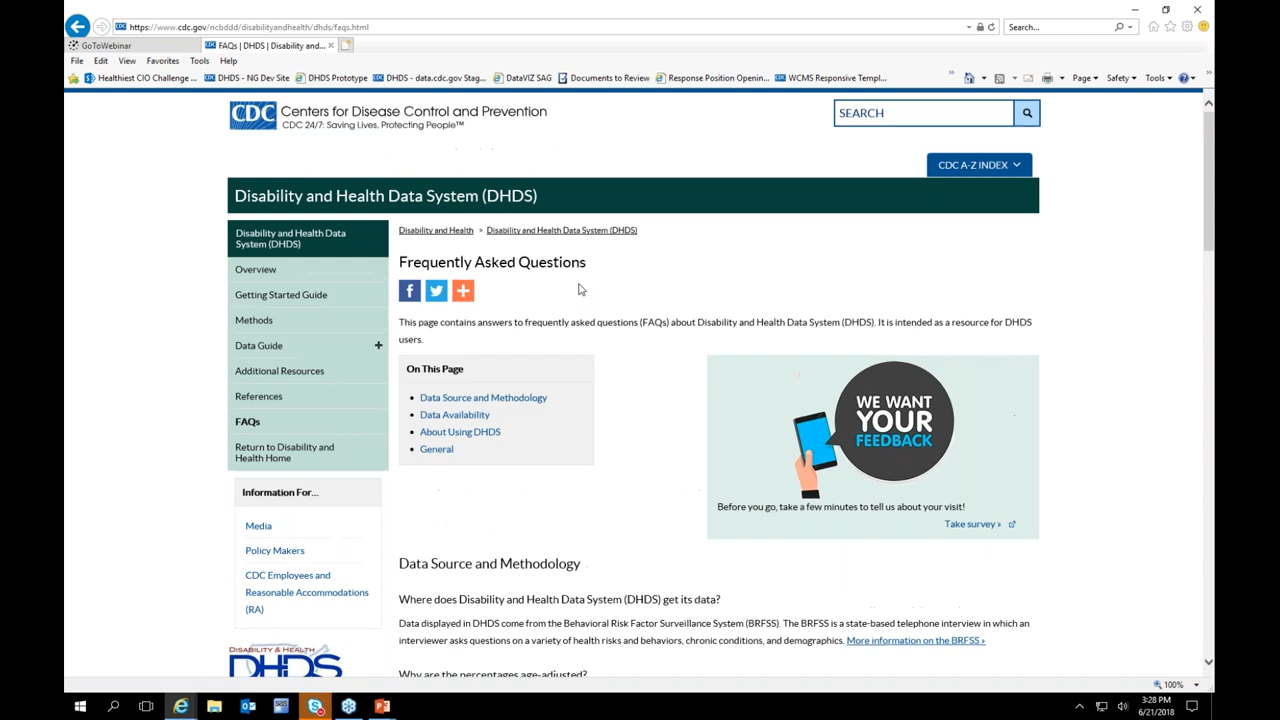 https://www.cdc.gov/ncbddd/disabilityandhealth/dhds/faqs.html
Search...
GoToWebinar
FAQs | DHDS | Disability and...
File Edit View Favorites Tools Help
Healthiest CIO Challenge ... DHDS - NG Dev Site DHDS Prototype DHDS - data.cdc.gov Stag... DataVIZ SAG Documents to Review Response Position Openin... WCMS Responsive Templ...
Page Safety Tools
CDC Centers for Disease Control and Prevention
CDC 24/7: Saving Lives, Protecting People™
SEARCH
CDC A-Z INDEX
Disability and Health Data System (DHDS)
Disability and Health Data
System (DHDS)
Overview
Getting Started Guide
Methods
Data Guide +
Additional Resources
References
FAQs
Return to Disability and
Health Home
Information For...
Media
Policy Makers
CDC Employees and
Reasonable Accommodations
(RA)
DISABILITY & HEALTH
DHDS
Disability and Health > Disability and Health Data System (DHDS)
Frequently Asked Questions
This page contains answers to frequently asked questions (FAQs) about Disability and Health Data System (DHDS). It is intended as a resource for DHDS
users.
On This Page
Data Source and Methodology
Data Availability
About Using DHDS
General
WE WANT
YOUR
FEEDBACK
Before you go, take a few minutes to tell us about your visit!
Take survey »
Data Source and Methodology
Where does Disability and Health Data System (DHDS) get its data?
Data displayed in DHDS come from the Behavioral Risk Factor Surveillance System (BRFSS). The BRFSS is a state-based telephone interview in which an
interviewer asks questions on a variety of health risks and behaviors, chronic conditions, and demographics. More information on the BRFSS »
Why are the percentages age-adjusted?
100%
3:28 PM
6/21/2018